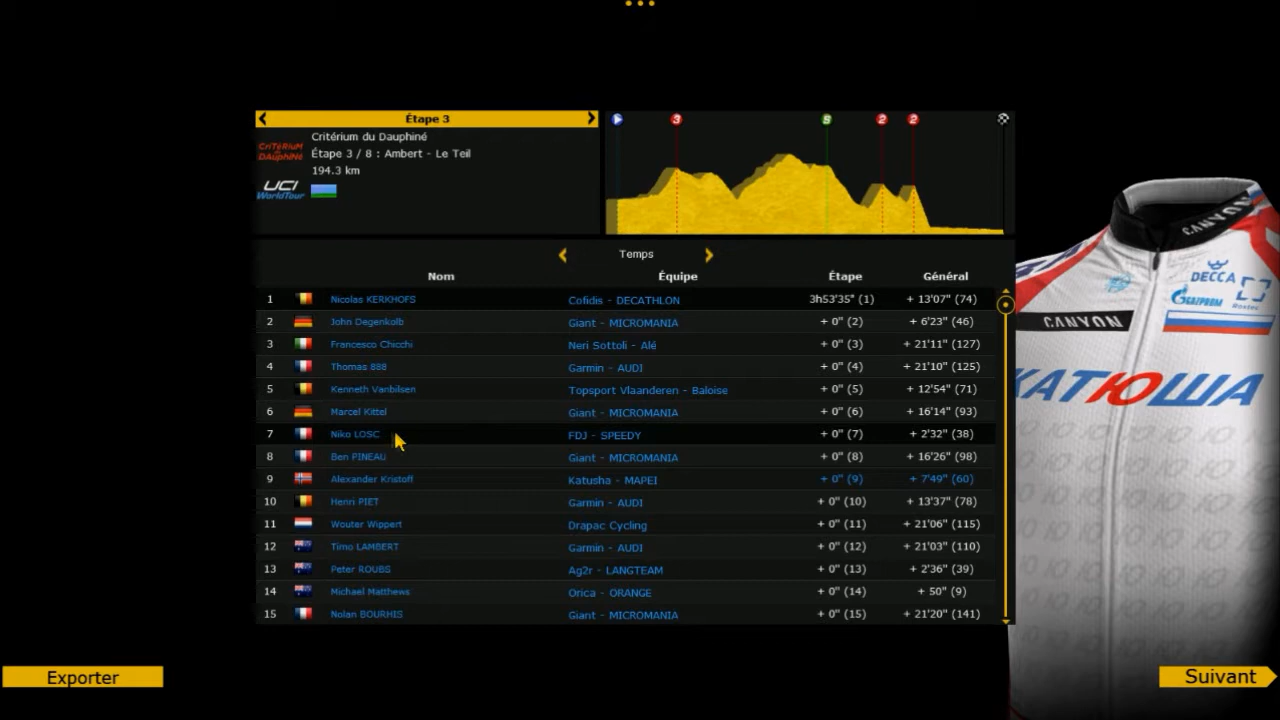 Étape 3
Critérium du Dauphiné
CRITÉRIUM DU DAUPHINÉ
Étape 3 / 8 : Ambert - Le Teil
194.3 km
UCI WorldTour
3 S 2 2
Temps
Nom Équipe Étape Général
1 Nicolas KERKHOFS Cofidis - DECATHLON 3h53'35" (1) + 13'07" (74)
2 John Degenkolb Giant - MICROMANIA + 0" (2) + 6'23" (46)
3 Francesco Chicchi Neri Sottoli - Alé + 0" (3) + 21'11" (127)
4 Thomas 888 Garmin - AUDI + 0" (4) + 21'10" (125)
5 Kenneth Vanbilsen Topsport Vlaanderen - Baloise + 0" (5) + 12'54" (71)
6 Marcel Kittel Giant - MICROMANIA + 0" (6) + 16'14" (93)
7 Niko LOSC FDJ - SPEEDY + 0" (7) + 2'32" (38)
8 Ben PINEAU Giant - MICROMANIA + 0" (8) + 16'26" (98)
9 Alexander Kristoff Katusha - MAPEI + 0" (9) + 7'49" (60)
10 Henri PIET Garmin - AUDI + 0" (10) + 13'37" (78)
11 Wouter Wippert Drapac Cycling + 0" (11) + 21'06" (115)
12 Timo LAMBERT Garmin - AUDI + 0" (12) + 21'03" (110)
13 Peter ROUBS Ag2r - LANGTEAM + 0" (13) + 2'36" (39)
14 Michael Matthews Orica - ORANGE + 0" (14) + 50" (9)
15 Nolan BOURHIS Giant - MICROMANIA + 0" (15) + 21'20" (141)
CANYON
DECCA
GAZPROM
CANYON
КАТЮША
Exporter
Suivant